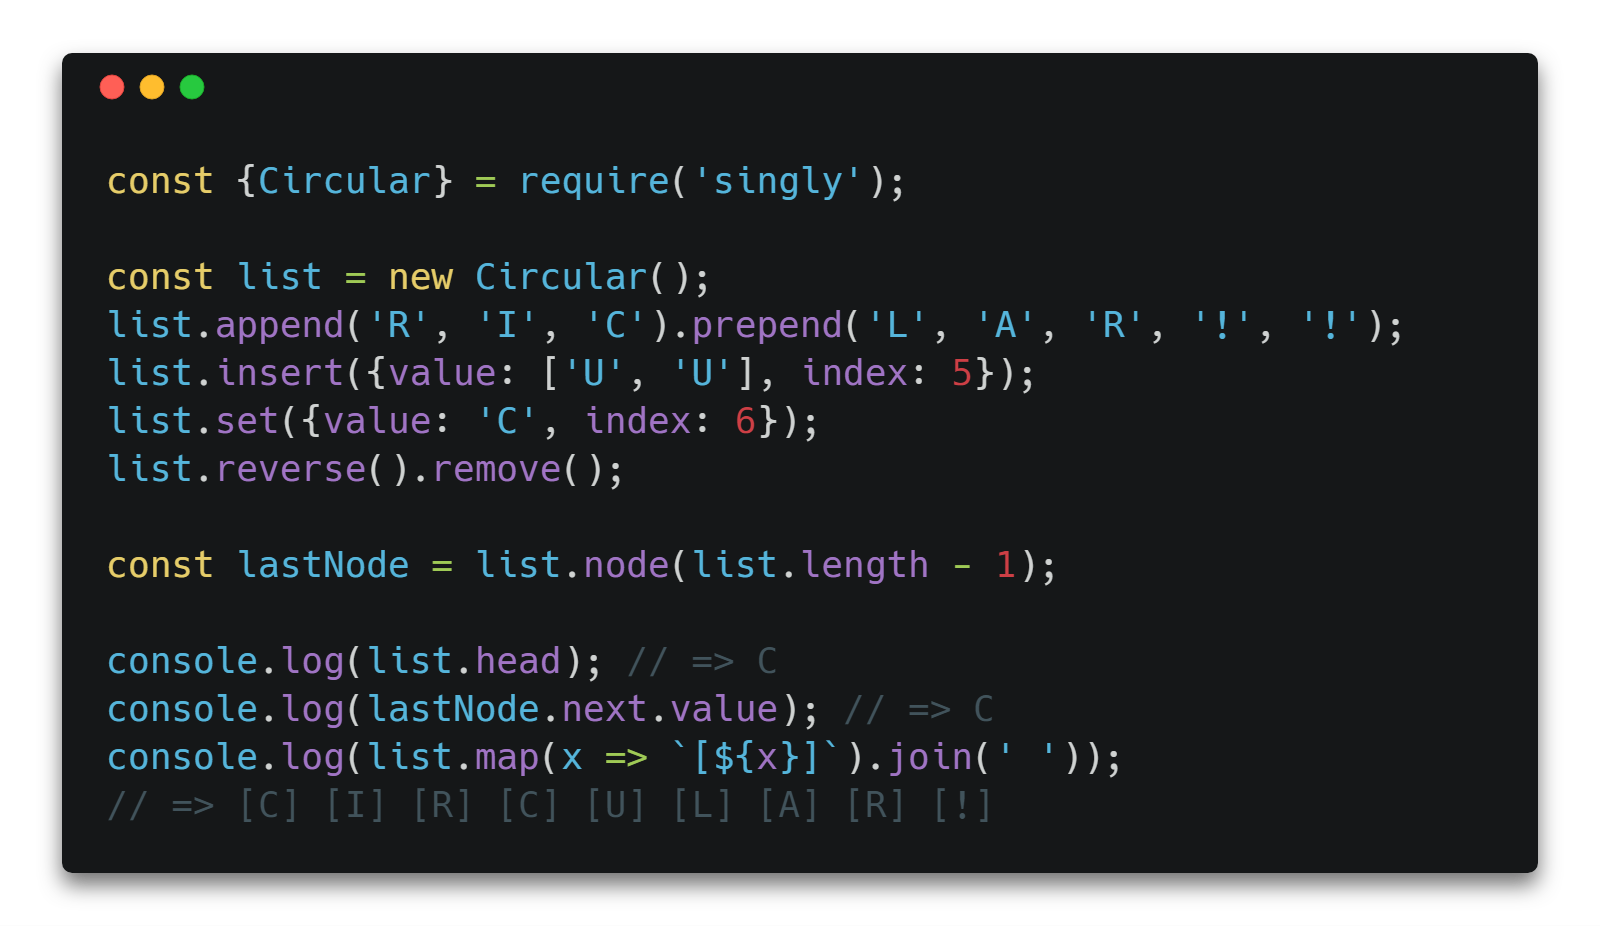 const {Circular} = require('singly');
const list = new Circular();
list.append('R', 'I', 'C').prepend('L', 'A', 'R', '!', '!');
list.insert({value: ['U', 'U'], index: 5});
list.set({value: 'C', index: 6});
list.reverse().remove();
const lastNode = list.node(list.length - 1);
console.log(list.head); // => C
console.log(lastNode.next.value); // => C
console.log(list.map(x => `[${x}]`).join(' '));
// => [C] [I] [R] [C] [U] [L] [A] [R] [!]